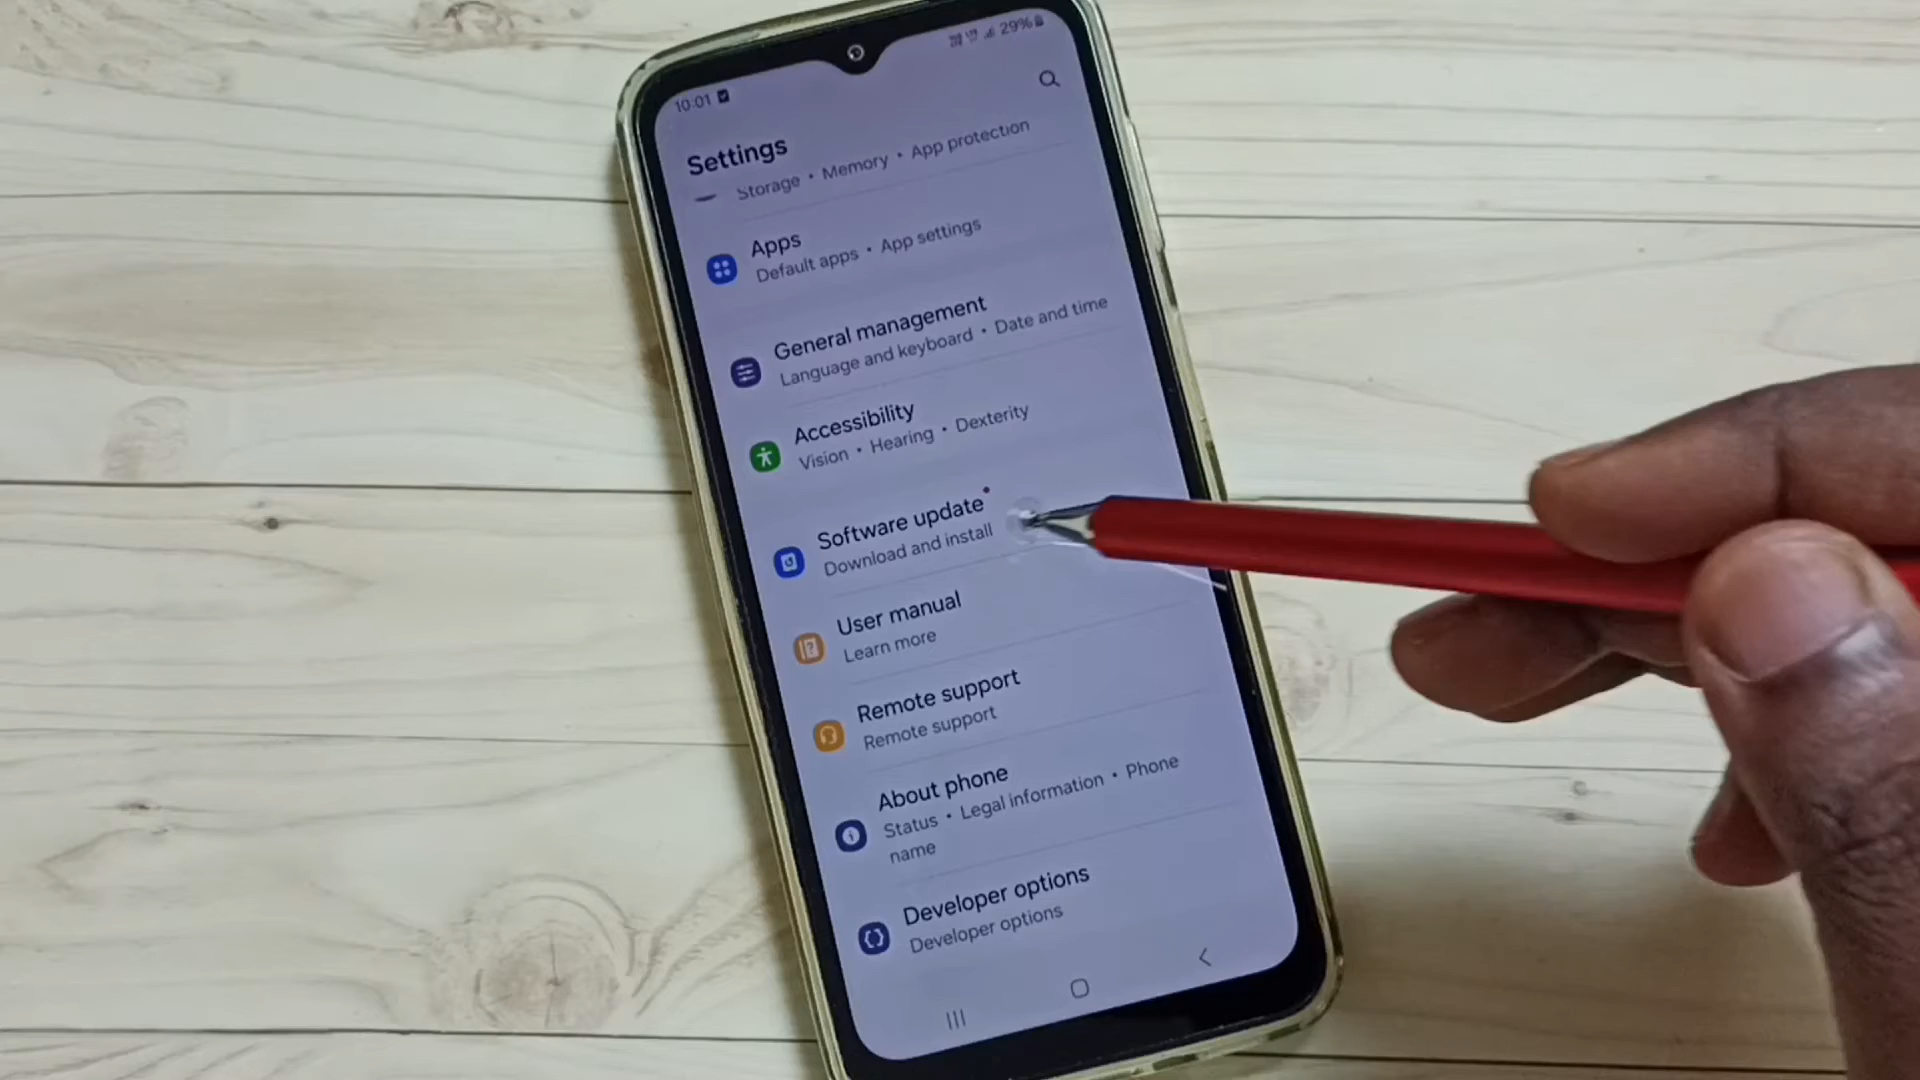 10:01
29%
Settings
Storage • Memory • App protection
Apps
Default apps • App settings
General management
Language and keyboard • Date and time
Accessibility
Vision • Hearing • Dexterity
Software update
Download and install
User manual
Learn more
Remote support
Remote support
About phone
Status • Legal information • Phone
name
Developer options
Developer options